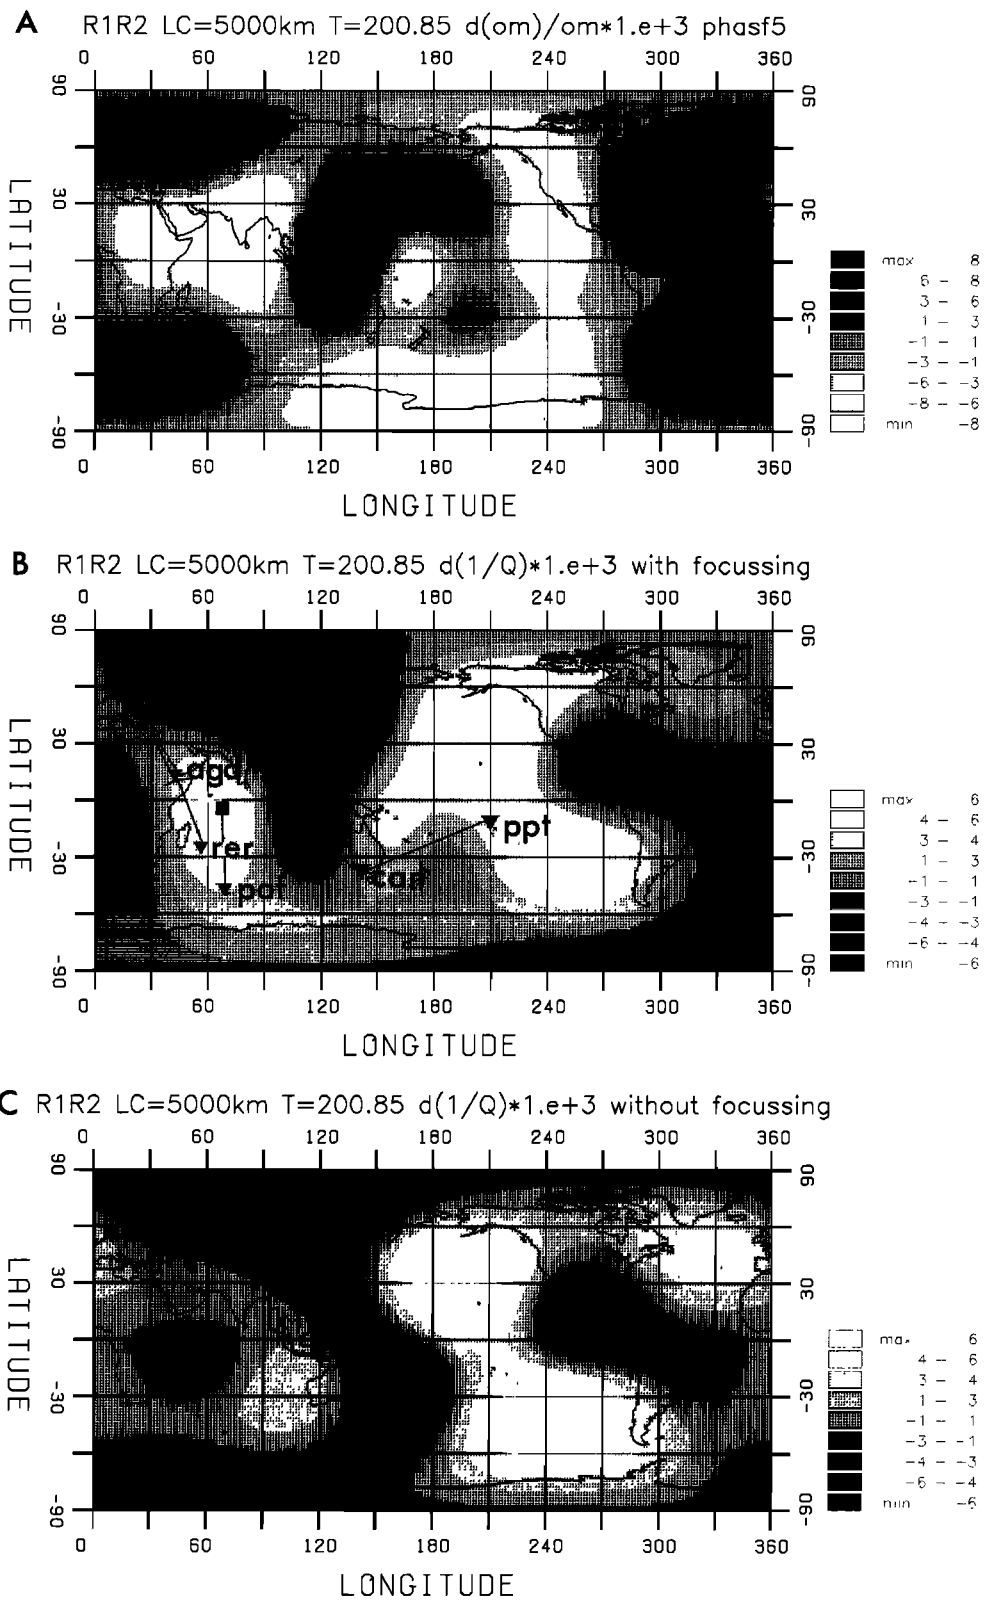 A R1R2 LC=5000km T=200.85 d(om)/om*1.e+3 phasf5
0 60 120 180 240 300 360
90 90
30 30
-30 -30
-90 -90
LATITUDE
0 60 120 180 240 300 360
LONGITUDE
max 8
6 - 8
3 - 6
1 - 3
-1 - 1
-3 - -1
-6 - -3
-8 - -6
min -8
B R1R2 LC=5000km T=200.85 d(1/Q)*1.e+3 with focussing
0 60 120 180 240 300 360
90 90
30 30
-30 -30
-90 -90
LATITUDE
agd
ppt
rer
paf
can
0 60 120 180 240 300 360
LONGITUDE
max 6
4 - 6
3 - 4
1 - 3
-1 - 1
-3 - -1
-4 - -3
-6 - -4
min -6
C R1R2 LC=5000km T=200.85 d(1/Q)*1.e+3 without focussing
0 60 120 180 240 300 360
90 90
30 30
-30 -30
-90 -90
LATITUDE
0 60 120 180 240 300 360
LONGITUDE
max 6
4 - 6
3 - 4
1 - 3
-1 - 1
-3 - -1
-4 - -3
-6 - -4
min -6